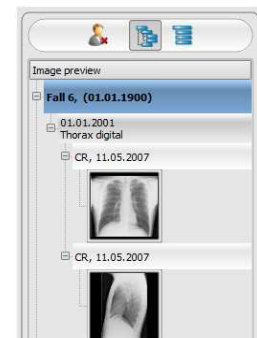 Image preview
Fall 6, (01.01.1900)
01.01.2001
Thorax digital
CR, 11.05.2007
CR, 11.05.2007